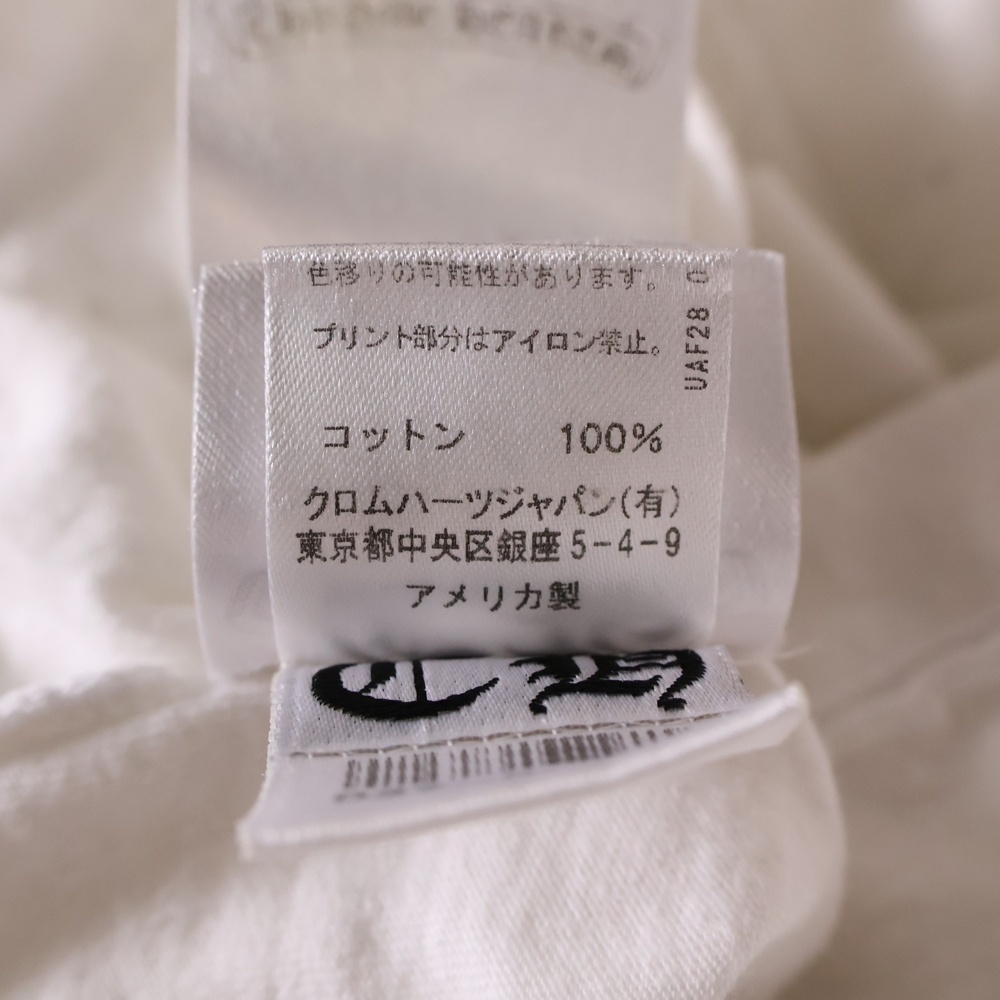 色移りの可能性があります。
プリント部分はアイロン禁止。
UAF28
コットン 100%
クロムハーツジャパン(有)
東京都中央区銀座5-4-9
アメリカ製
CH